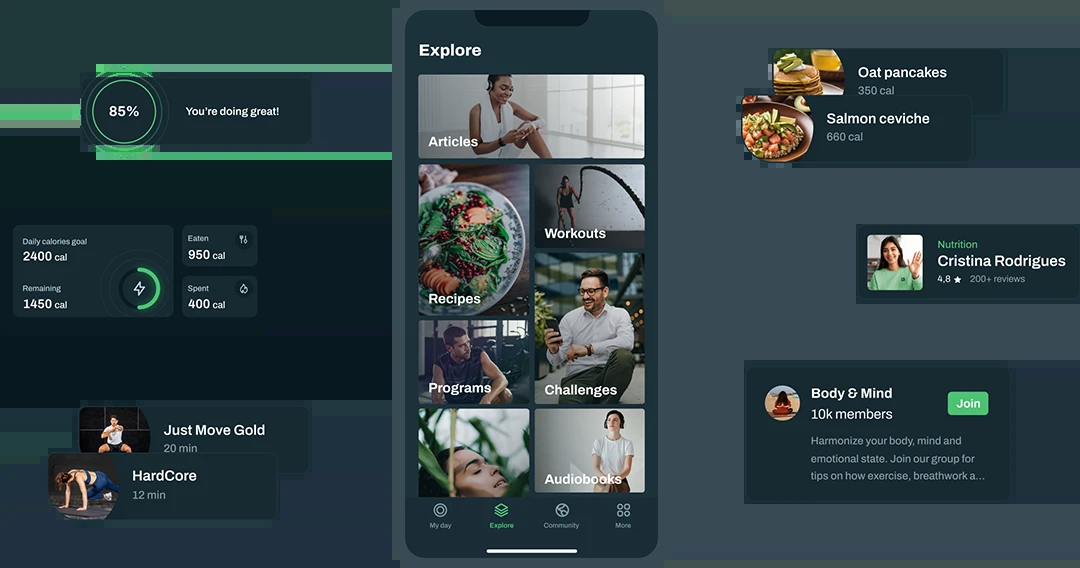 85%
You're doing great!
Daily calories goal
2400 cal
Remaining
1450 cal
Eaten
950 cal
Spent
400 cal
Just Move Gold
20 min
HardCore
12 min
Explore
Articles
Recipes
Workouts
Programs
Challenges
Audiobooks
My day
Explore
Community
More
Oat pancakes
350 cal
Salmon ceviche
660 cal
Nutrition
Cristina Rodrigues
4,8 ★ 200+ reviews
Body & Mind
10k members
Join
Harmonize your body, mind and
emotional state. Join our group for
tips on how exercise, breathwork a...